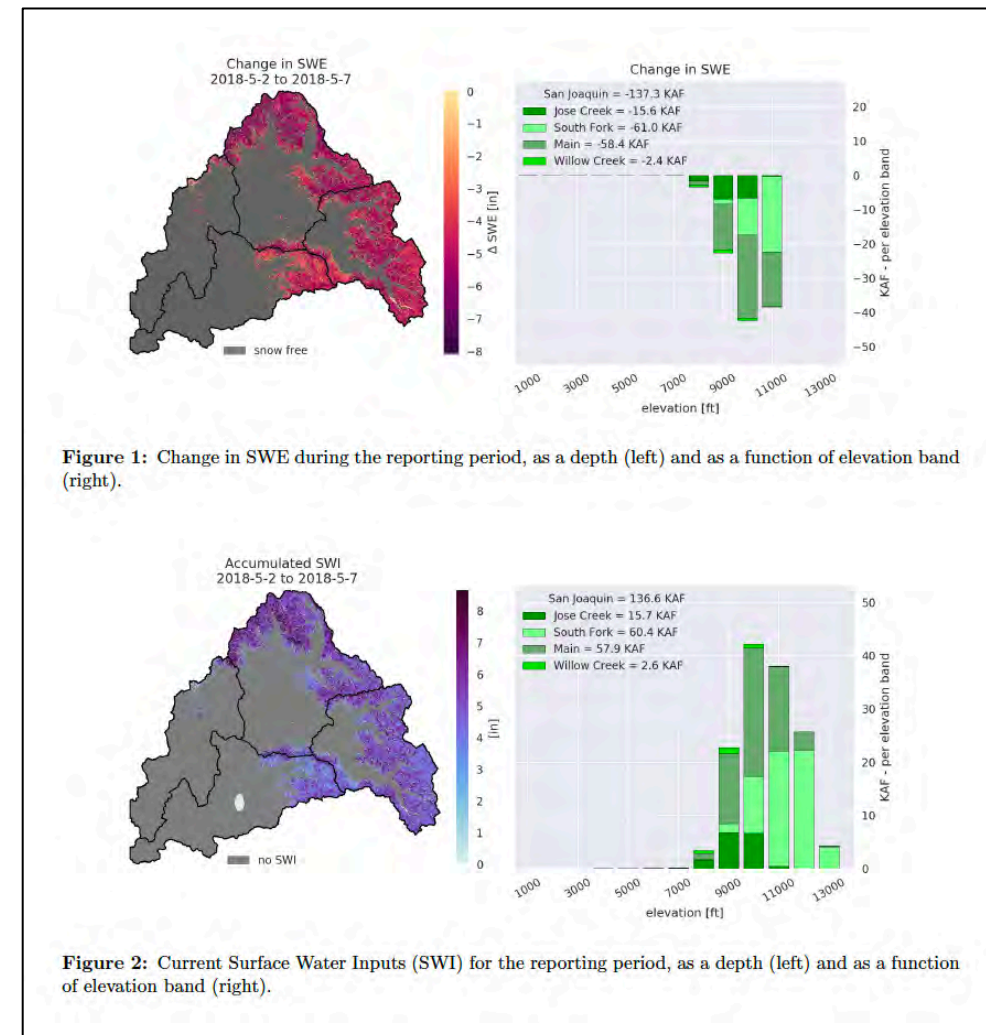 Change in SWE
2018-5-2 to 2018-5-7
0
−1
−2
−3
−4
−5
−6
−7
−8
Δ SWE [in]
snow free
Change in SWE
San Joaquin = -137.3 KAF
Jose Creek = -15.6 KAF
South Fork = -61.0 KAF
Main = -58.4 KAF
Willow Creek = -2.4 KAF
20
10
0
−10
−20
−30
−40
−50
KAF - per elevation band
1000 3000 5000 7000 9000 11000 13000
elevation [ft]
Figure 1: Change in SWE during the reporting period, as a depth (left) and as a function of elevation band
(right).
Accumulated SWI
2018-5-2 to 2018-5-7
8
7
6
5
4
3
2
1
0
[in]
no SWI
San Joaquin = 136.6 KAF
Jose Creek = 15.7 KAF
South Fork = 60.4 KAF
Main = 57.9 KAF
Willow Creek = 2.6 KAF
50
40
30
20
10
0
KAF - per elevation band
1000 3000 5000 7000 9000 11000 13000
elevation [ft]
Figure 2: Current Surface Water Inputs (SWI) for the reporting period, as a depth (left) and as a function
of elevation band (right).